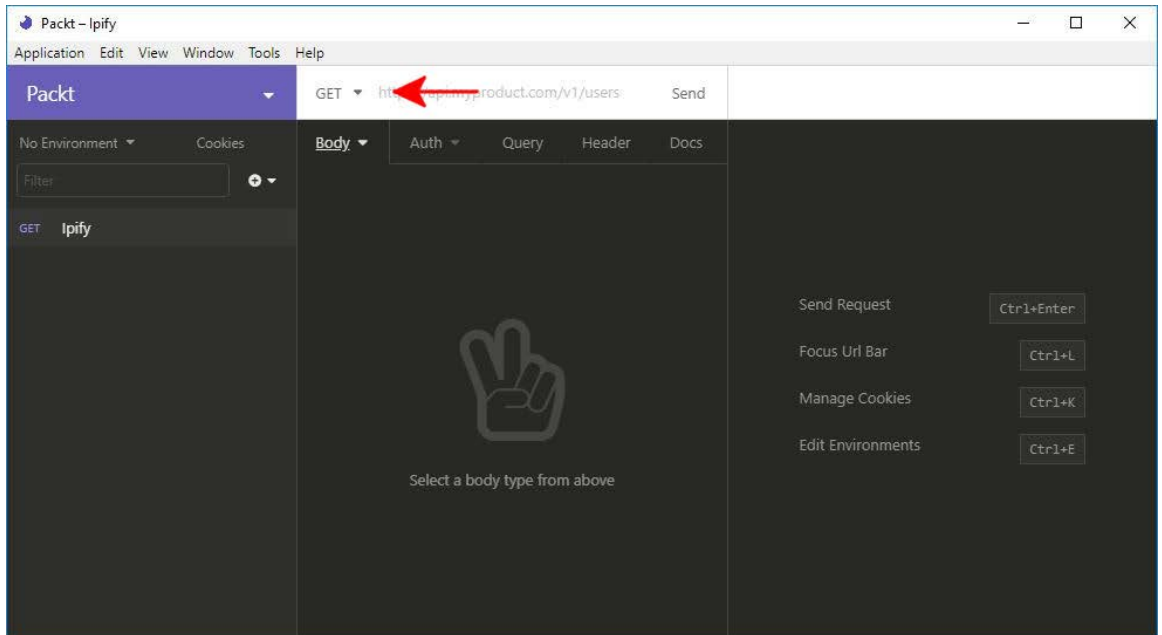 Packt – Ipify
Application Edit View Window Tools Help
Packt
GET
product.com/v1/users
Send
No Environment
Cookies
Body
Auth
Query
Header
Docs
Filter
GET Ipify
Send Request
Ctrl+Enter
Focus Url Bar
Ctrl+L
Manage Cookies
Ctrl+K
Edit Environments
Ctrl+E
Select a body type from above